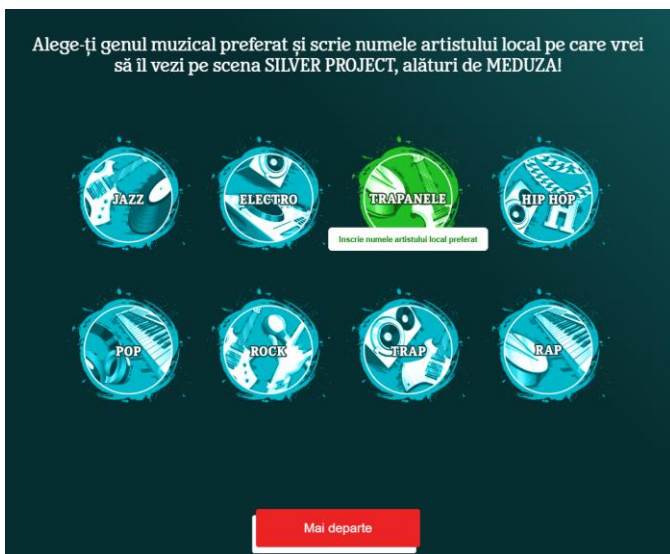 Alege-ți genul muzical preferat și scrie numele artistului local pe care vrei
să îl vezi pe scena SILVER PROJECT, alături de MEDUZA!
JAZZ
ELECTRO
TRAPANELE
HIP HOP
Inscrie numele artistului local preferat
POP
ROCK
TRAP
RAP
Mai departe